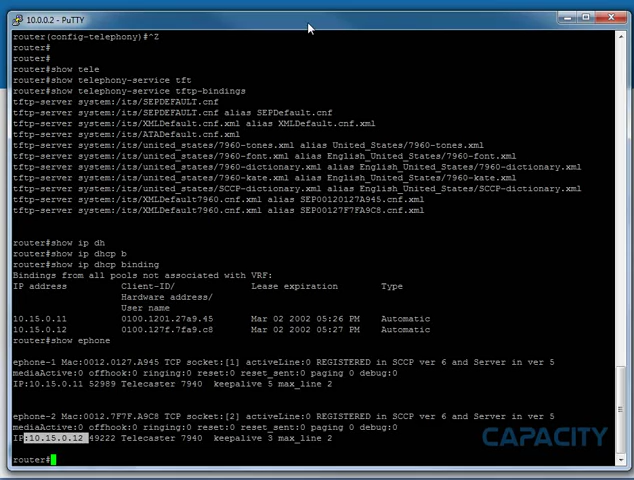 10.0.0.2 - PuTTY
router(config-telephony)#^Z
router#
router#
router#show tele
router#show telephony-service tft
router#show telephony-service tftp-bindings
tftp-server system:/its/SEPDEFAULT.cnf
tftp-server system:/its/SEPDEFAULT.cnf alias SEPDefault.cnf
tftp-server system:/its/XMLDefault.cnf.xml alias XMLDefault.cnf.xml
tftp-server system:/its/ATADefault.cnf.xml
tftp-server system:/its/united_states/7960-tones.xml alias United_States/7960-tones.xml
tftp-server system:/its/united_states/7960-font.xml alias English_United_States/7960-font.xml
tftp-server system:/its/united_states/7960-dictionary.xml alias English_United_States/7960-dictionary.xml
tftp-server system:/its/united_states/7960-kate.xml alias English_United_States/7960-kate.xml
tftp-server system:/its/united_states/SCCP-dictionary.xml alias English_United_States/SCCP-dictionary.xml
tftp-server system:/its/XMLDefault7960.cnf.xml alias SEP00120127A945.cnf.xml
tftp-server system:/its/XMLDefault7960.cnf.xml alias SEP00127F7FA9C8.cnf.xml
router#show ip dh
router#show ip dhcp b
router#show ip dhcp binding
Bindings from all pools not associated with VRF:
IP address Client-ID/ Lease expiration Type
Hardware address/
User name
10.15.0.11 0100.1201.27a9.45 Mar 02 2002 05:26 PM Automatic
10.15.0.12 0100.127f.7fa9.c8 Mar 02 2002 05:27 PM Automatic
router#show ephone
ephone-1 Mac:0012.0127.A945 TCP socket:[1] activeLine:0 REGISTERED in SCCP ver 6 and Server in ver 5
mediaActive:0 offhook:0 ringing:0 reset:0 reset_sent:0 paging 0 debug:0
IP:10.15.0.11 52989 Telecaster 7940 keepalive 5 max_line 2
ephone-2 Mac:0012.7F7F.A9C8 TCP socket:[2] activeLine:0 REGISTERED in SCCP ver 6 and Server in ver 5
mediaActive:0 offhook:0 ringing:0 reset:0 reset_sent:0 paging 0 debug:0
IP:10.15.0.12 49222 Telecaster 7940 keepalive 3 max_line 2
CAPACITY
router#